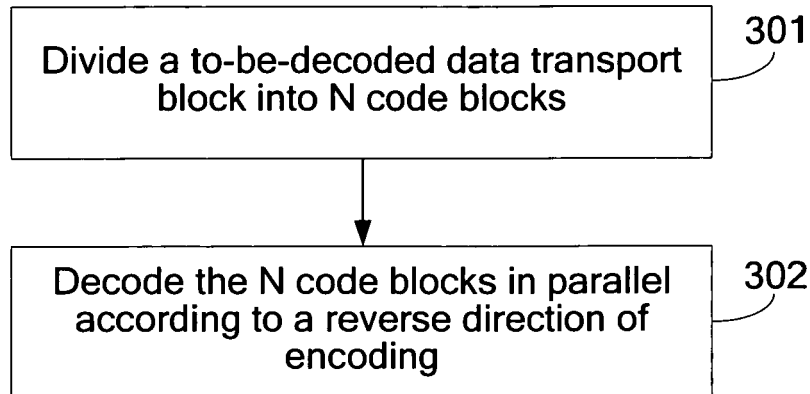 301
Divide a to-be-decoded data transport
block into N code blocks
302
Decode the N code blocks in parallel
according to a reverse direction of
encoding